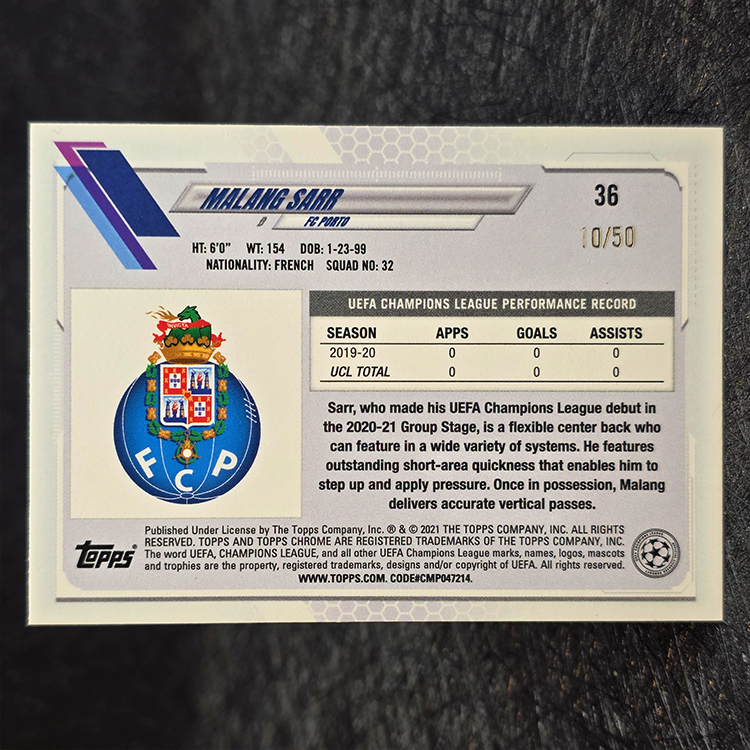 MALANG SARR
36
D FC PORTO
10/50
HT: 6'0" WT: 154 DOB: 1-23-99
NATIONALITY: FRENCH SQUAD NO: 32
UEFA CHAMPIONS LEAGUE PERFORMANCE RECORD
SEASON APPS GOALS ASSISTS
2019-20 0 0 0
UCL TOTAL 0 0 0
INVICTA
FCP
Sarr, who made his UEFA Champions League debut in
the 2020-21 Group Stage, is a flexible center back who
can feature in a wide variety of systems. He features
outstanding short-area quickness that enables him to
step up and apply pressure. Once in possession, Malang
delivers accurate vertical passes.
Published Under License by The Topps Company, Inc. ® & © 2021 THE TOPPS COMPANY, INC. ALL RIGHTS
RESERVED. TOPPS AND TOPPS CHROME ARE REGISTERED TRADEMARKS OF THE TOPPS COMPANY, INC.
The word UEFA, CHAMPIONS LEAGUE, and all other UEFA Champions League marks, names, logos, mascots
and trophies are the property, registered trademarks, designs and/or copyright of UEFA. All rights reserved.
WWW.TOPPS.COM. CODE#CMP047214.
topps